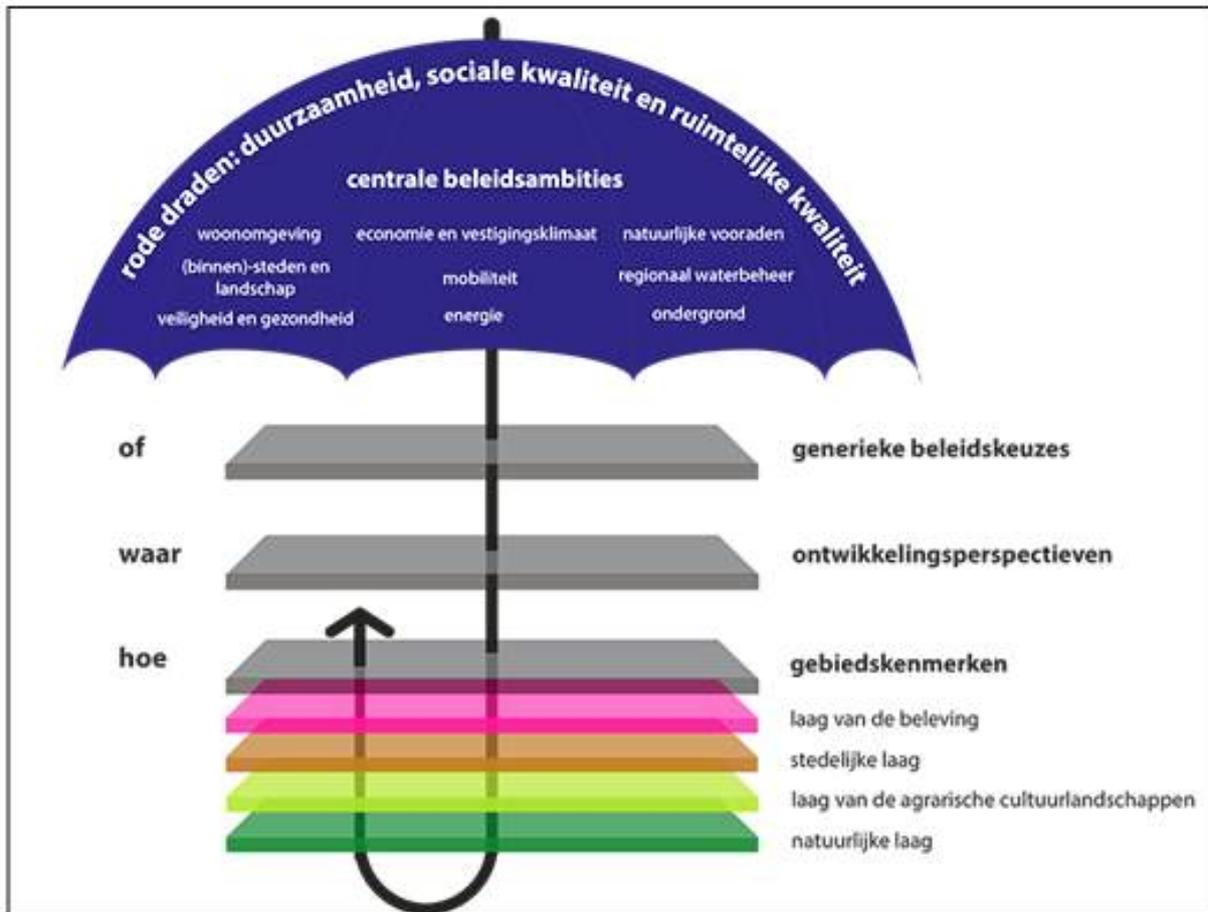 rode draden: duurzaamheid, sociale kwaliteit en ruimtelijke kwaliteit
centrale beleidsambities
woonomgeving
economie en vestigingsklimaat
natuurlijke vooraden
(binnen)-steden en
landschap
mobiliteit
regionaal waterbeheer
veiligheid en gezondheid
energie
ondergrond
of
generieke beleidskeuzes
waar
ontwikkelingsperspectieven
hoe
gebiedskenmerken
laag van de beleving
stedelijke laag
laag van de agrarische cultuurlandschappen
natuurlijke laag